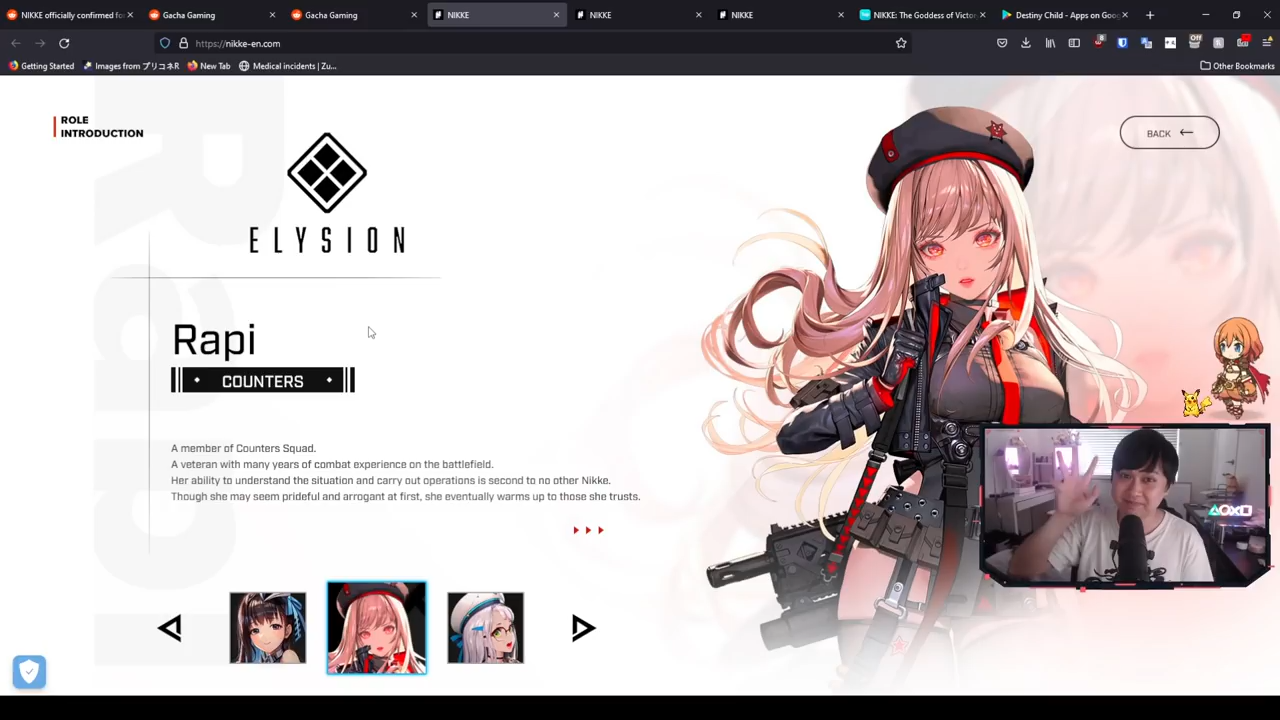 NIKKE officially confirmed fo
Gacha Gaming
Gacha Gaming
NIKKE
NIKKE
NIKKE
NIKKE: The Goddess of Victor
Destiny Child - Apps on Goog
https://nikke-en.com
8
Off
Getting Started
Images from プリコネR
New Tab
Medical incidents | Zu...
Other Bookmarks
ROLE
INTRODUCTION
BACK
ELYSION
Rapi
COUNTERS
A member of Counters Squad.
A veteran with many years of combat experience on the battlefield.
Her ability to understand the situation and carry out operations is second to no other Nikke.
Though she may seem prideful and arrogant at first, she eventually warms up to those she trusts.